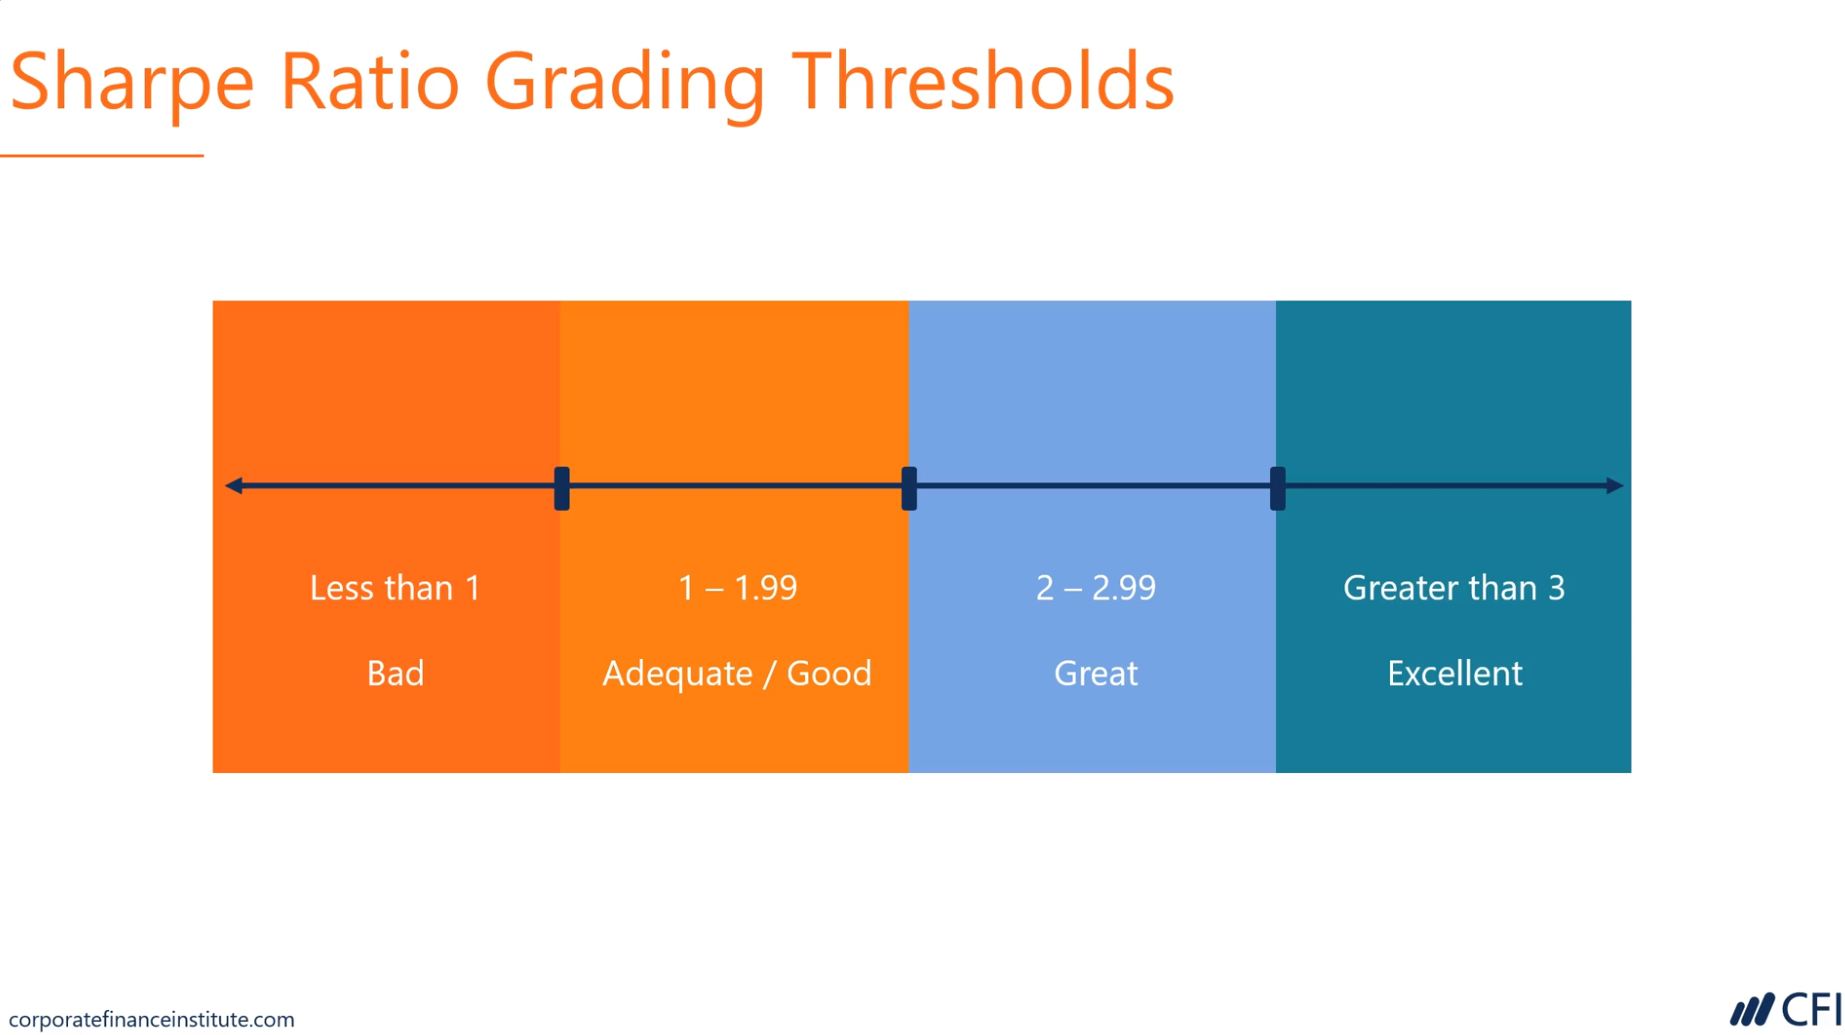 Sharpe Ratio Grading Thresholds
Less than 1
1 – 1.99
2 – 2.99
Greater than 3
Bad
Adequate / Good
Great
Excellent
corporatefinanceinstitute.com
CFI